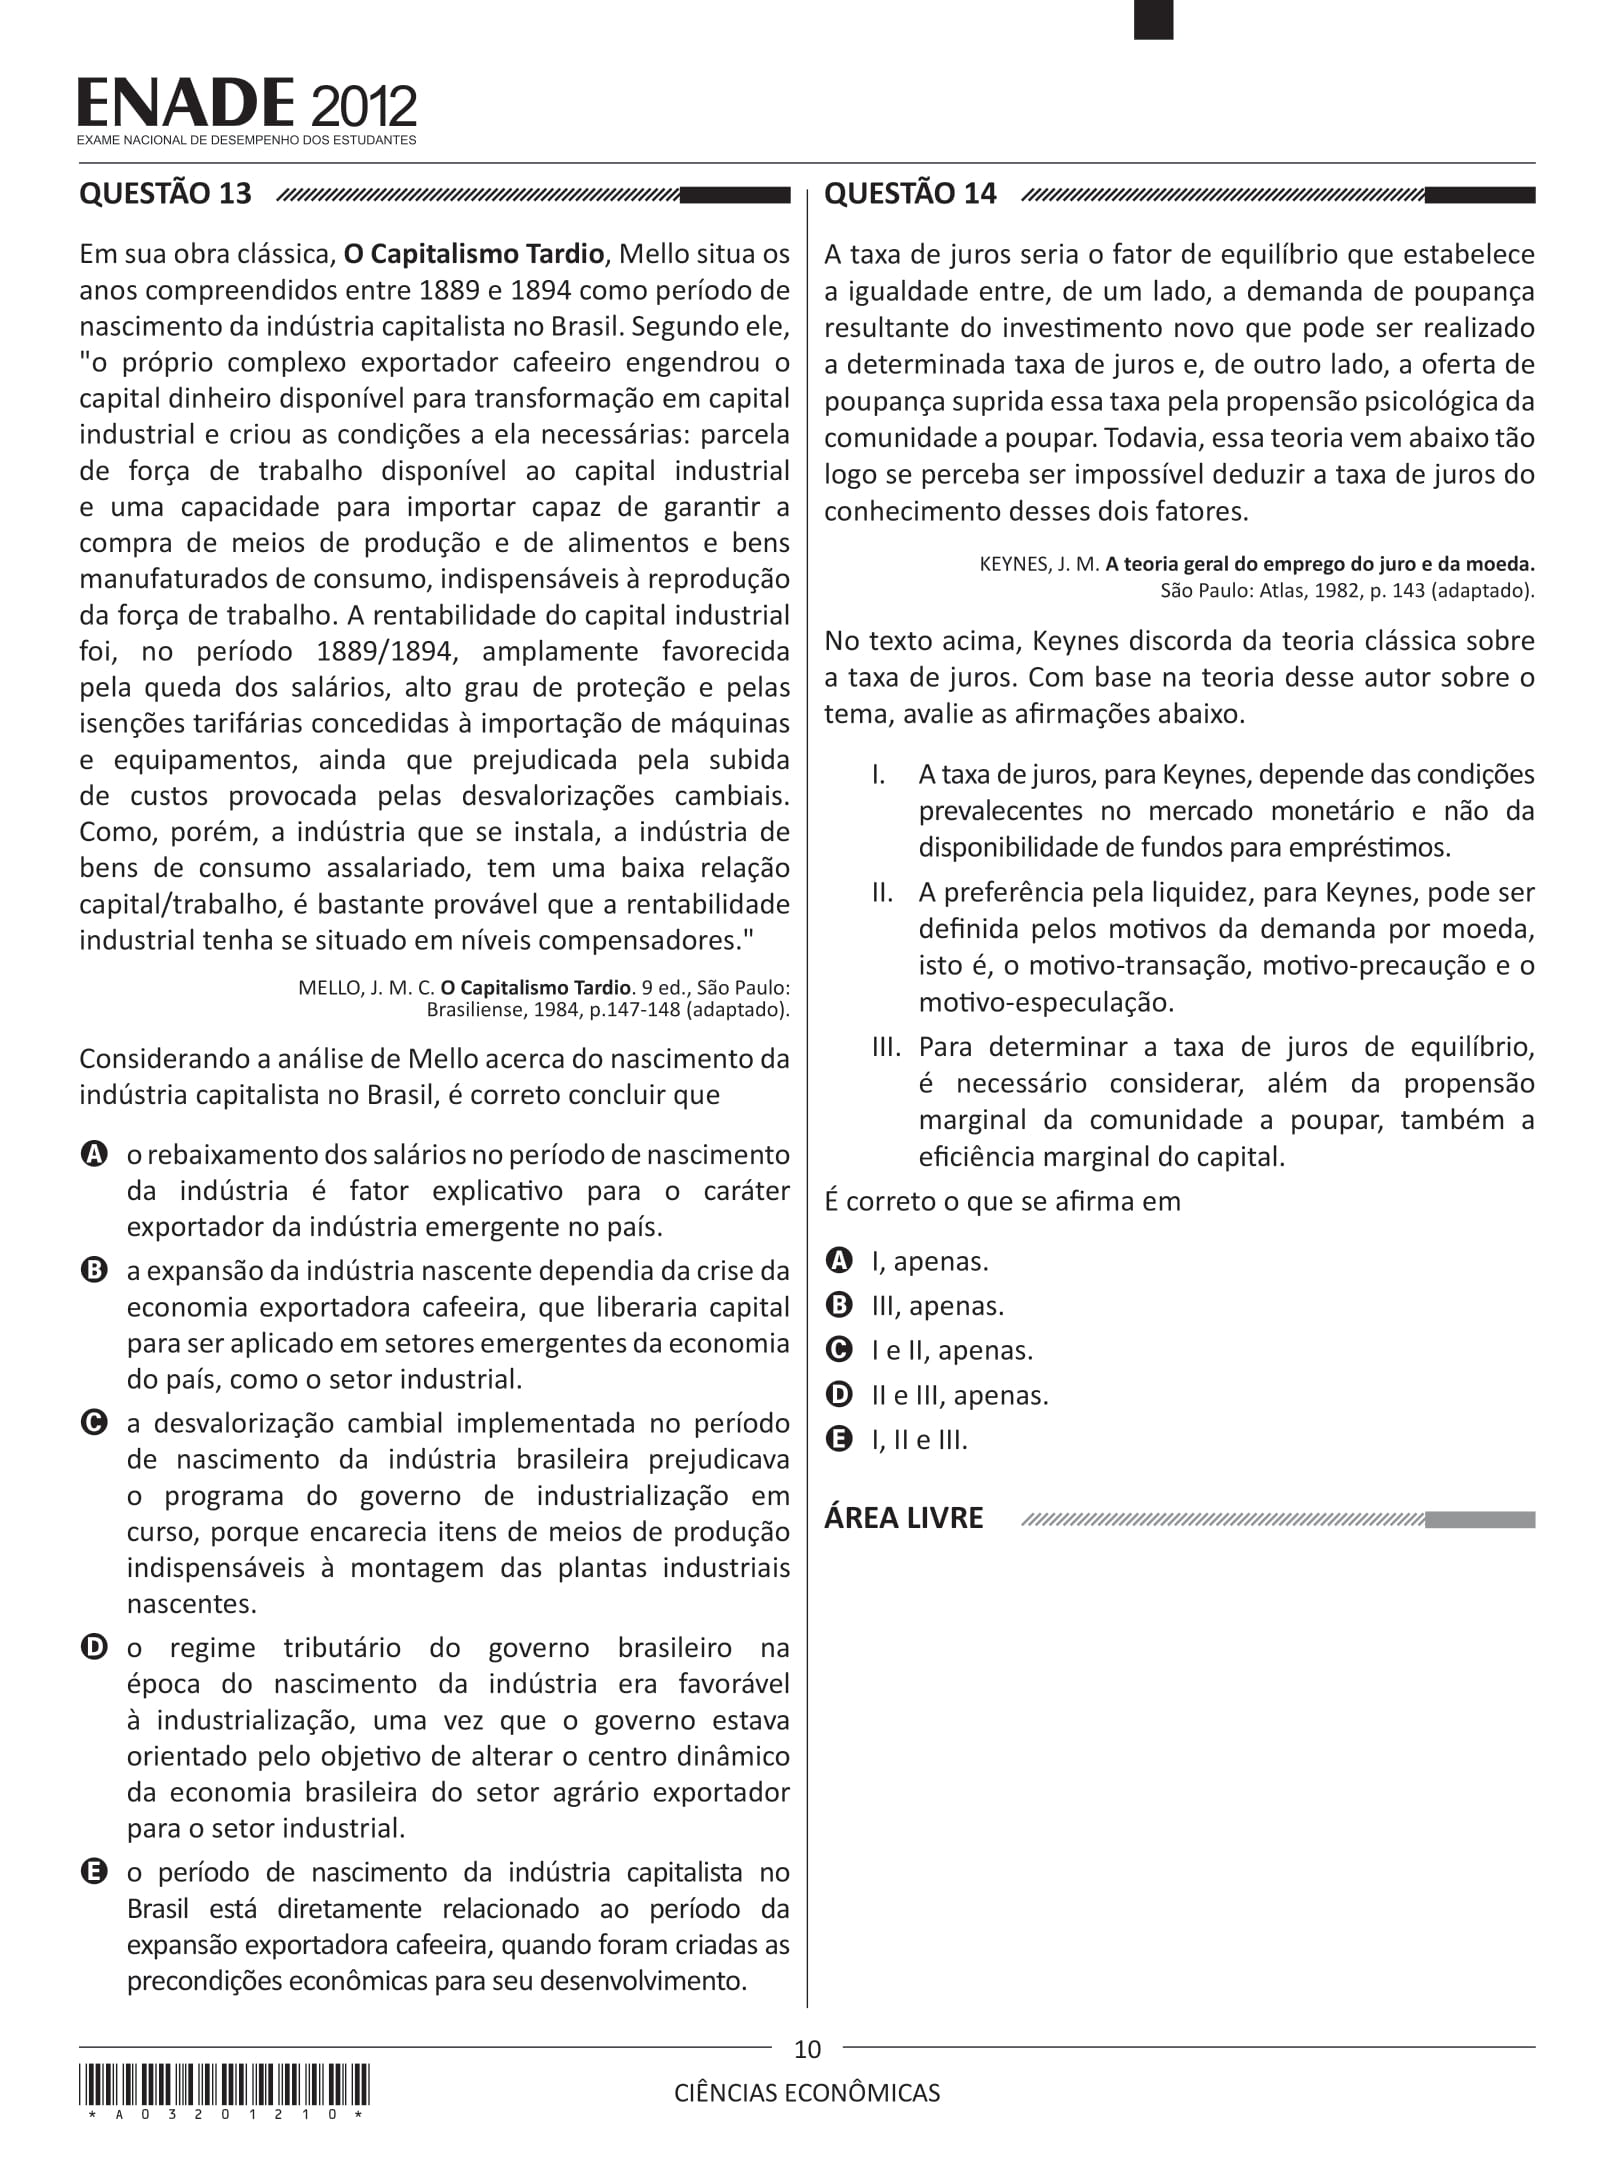 ENADE 2012
EXAME NACIONAL DE DESEMPENHO DOS ESTUDANTES
QUESTÃO 13
Em sua obra clássica, O Capitalismo Tardio, Mello situa os
anos compreendidos entre 1889 e 1894 como período de
nascimento da indústria capitalista no Brasil. Segundo ele,
"o próprio complexo exportador cafeeiro engendrou o
capital dinheiro disponível para transformação em capital
industrial e criou as condições a ela necessárias: parcela
de força de trabalho disponível ao capital industrial
e uma capacidade para importar capaz de garantir a
compra de meios de produção e de alimentos e bens
manufaturados de consumo, indispensáveis à reprodução
da força de trabalho. A rentabilidade do capital industrial
foi, no período 1889/1894, amplamente favorecida
pela queda dos salários, alto grau de proteção e pelas
isenções tarifárias concedidas à importação de máquinas
e equipamentos, ainda que prejudicada pela subida
de custos provocada pelas desvalorizações cambiais.
Como, porém, a indústria que se instala, a indústria de
bens de consumo assalariado, tem uma baixa relação
capital/trabalho, é bastante provável que a rentabilidade
industrial tenha se situado em níveis compensadores."
MELLO, J. M. C. O Capitalismo Tardio. 9 ed., São Paulo:
Brasiliense, 1984, p.147-148 (adaptado).
Considerando a análise de Mello acerca do nascimento da
indústria capitalista no Brasil, é correto concluir que
A o rebaixamento dos salários no período de nascimento
da indústria é fator explicativo para o caráter
exportador da indústria emergente no país.
B a expansão da indústria nascente dependia da crise da
economia exportadora cafeeira, que liberaria capital
para ser aplicado em setores emergentes da economia
do país, como o setor industrial.
C a desvalorização cambial implementada no período
de nascimento da indústria brasileira prejudicava
o programa do governo de industrialização em
curso, porque encarecia itens de meios de produção
indispensáveis à montagem das plantas industriais
nascentes.
D o regime tributário do governo brasileiro na
época do nascimento da indústria era favorável
à industrialização, uma vez que o governo estava
orientado pelo objetivo de alterar o centro dinâmico
da economia brasileira do setor agrário exportador
para o setor industrial.
E o período de nascimento da indústria capitalista no
Brasil está diretamente relacionado ao período da
expansão exportadora cafeeira, quando foram criadas as
precondições econômicas para seu desenvolvimento.
QUESTÃO 14
A taxa de juros seria o fator de equilíbrio que estabelece
a igualdade entre, de um lado, a demanda de poupança
resultante do investimento novo que pode ser realizado
a determinada taxa de juros e, de outro lado, a oferta de
poupança suprida essa taxa pela propensão psicológica da
comunidade a poupar. Todavia, essa teoria vem abaixo tão
logo se perceba ser impossível deduzir a taxa de juros do
conhecimento desses dois fatores.
KEYNES, J. M. A teoria geral do emprego do juro e da moeda.
São Paulo: Atlas, 1982, p. 143 (adaptado).
No texto acima, Keynes discorda da teoria clássica sobre
a taxa de juros. Com base na teoria desse autor sobre o
tema, avalie as afirmações abaixo.
I. A taxa de juros, para Keynes, depende das condições
prevalecentes no mercado monetário e não da
disponibilidade de fundos para empréstimos.
II. A preferência pela liquidez, para Keynes, pode ser
definida pelos motivos da demanda por moeda,
isto é, o motivo-transação, motivo-precaução e o
motivo-especulação.
III. Para determinar a taxa de juros de equilíbrio,
é necessário considerar, além da propensão
marginal da comunidade a poupar, também a
eficiência marginal do capital.
É correto o que se afirma em
A I, apenas.
B III, apenas.
C I e II, apenas.
D II e III, apenas.
E I, II e III.
ÁREA LIVRE
10
CIÊNCIAS ECONÔMICAS
* A 0 3 2 0 1 2 1 0 *